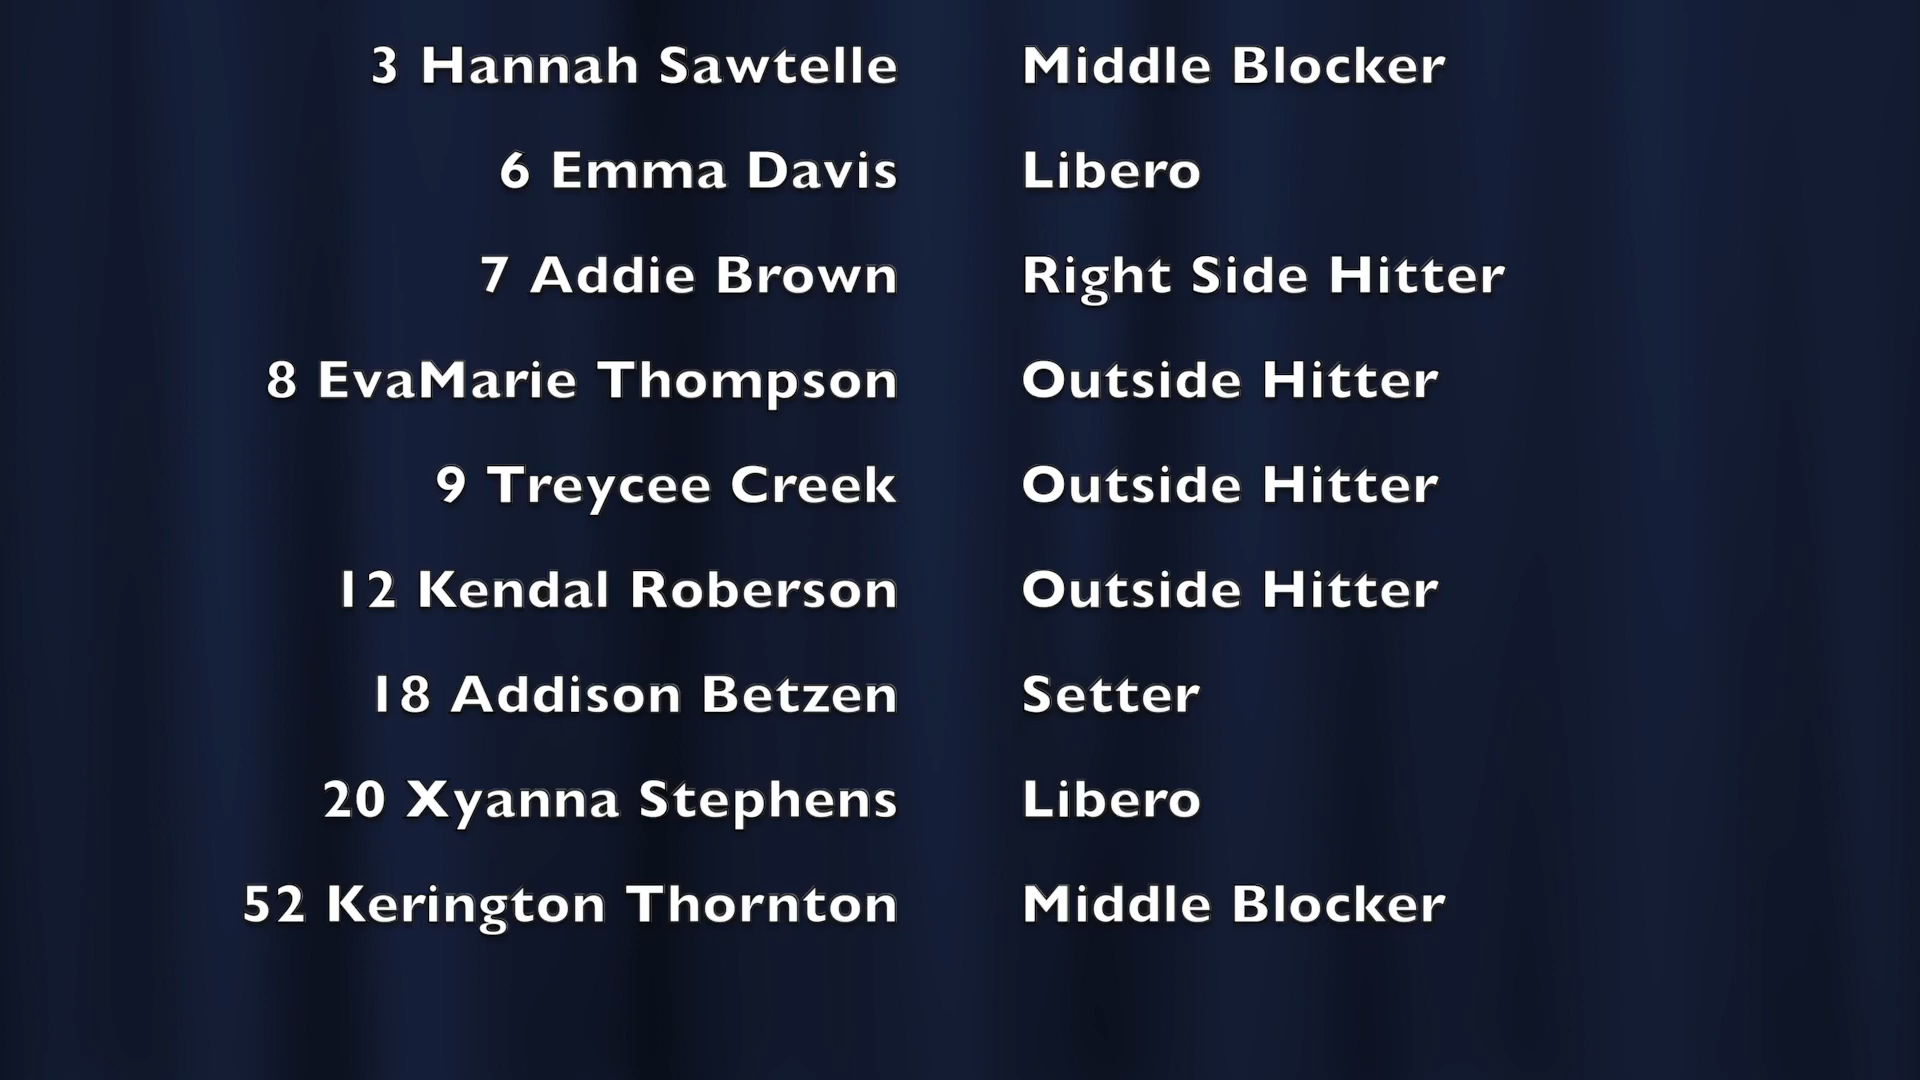 3 Hannah Sawtelle Middle Blocker
6 Emma Davis Libero
7 Addie Brown Right Side Hitter
8 EvaMarie Thompson Outside Hitter
9 Treycee Creek Outside Hitter
12 Kendal Roberson Outside Hitter
18 Addison Betzen Setter
20 Xyanna Stephens Libero
52 Kerington Thornton Middle Blocker